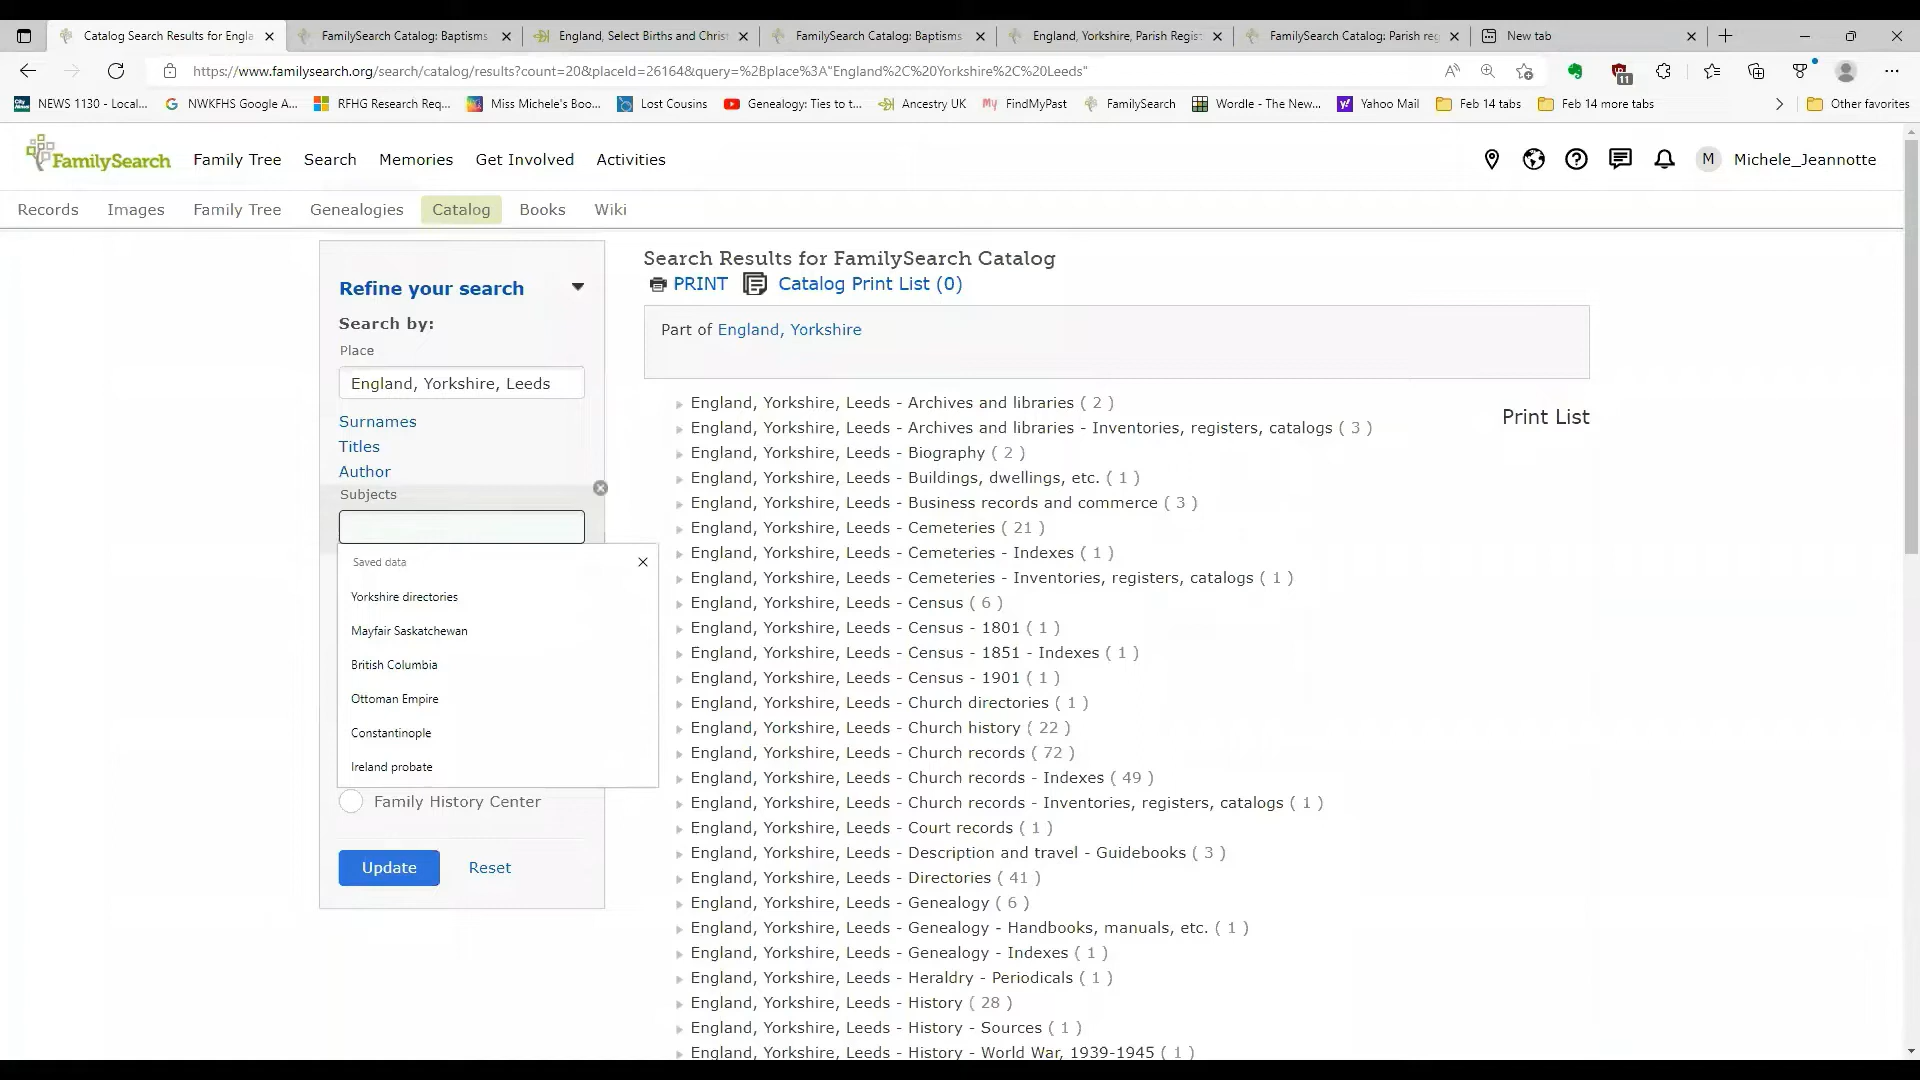 Catalog Search Results for Engla
FamilySearch Catalog: Baptisms
England, Select Births and Christ
FamilySearch Catalog: Baptisms
England, Yorkshire, Parish Regist
FamilySearch Catalog: Parish reg
New tab
https://www.familysearch.org/search/catalog/results?count=20&placeId=26164&query=%2Bplace%3A"England%2C%20Yorkshire%2C%20Leeds"
11
NEWS 1130 - Local...
NWKFHS Google A...
RFHG Research Req...
Miss Michele's Boo...
Lost Cousins
Genealogy: Ties to t...
Ancestry UK
FindMyPast
FamilySearch
Wordle - The New...
Yahoo Mail
Feb 14 tabs
Feb 14 more tabs
Other favorites
FamilySearch
Family Tree
Search
Memories
Get Involved
Activities
M
Michele_Jeannotte
Records
Images
Family Tree
Genealogies
Catalog
Books
Wiki
Refine your search
Search by:
Place
England, Yorkshire, Leeds
Surnames
Titles
Author
Subjects
Saved data
Yorkshire directories
Mayfair Saskatchewan
British Columbia
Ottoman Empire
Constantinople
Ireland probate
Family History Center
Update
Reset
Search Results for FamilySearch Catalog
PRINT
Catalog Print List (0)
Part of England, Yorkshire
Print List
England, Yorkshire, Leeds - Archives and libraries ( 2 )
England, Yorkshire, Leeds - Archives and libraries - Inventories, registers, catalogs ( 3 )
England, Yorkshire, Leeds - Biography ( 2 )
England, Yorkshire, Leeds - Buildings, dwellings, etc. ( 1 )
England, Yorkshire, Leeds - Business records and commerce ( 3 )
England, Yorkshire, Leeds - Cemeteries ( 21 )
England, Yorkshire, Leeds - Cemeteries - Indexes ( 1 )
England, Yorkshire, Leeds - Cemeteries - Inventories, registers, catalogs ( 1 )
England, Yorkshire, Leeds - Census ( 6 )
England, Yorkshire, Leeds - Census - 1801 ( 1 )
England, Yorkshire, Leeds - Census - 1851 - Indexes ( 1 )
England, Yorkshire, Leeds - Census - 1901 ( 1 )
England, Yorkshire, Leeds - Church directories ( 1 )
England, Yorkshire, Leeds - Church history ( 22 )
England, Yorkshire, Leeds - Church records ( 72 )
England, Yorkshire, Leeds - Church records - Indexes ( 49 )
England, Yorkshire, Leeds - Church records - Inventories, registers, catalogs ( 1 )
England, Yorkshire, Leeds - Court records ( 1 )
England, Yorkshire, Leeds - Description and travel - Guidebooks ( 3 )
England, Yorkshire, Leeds - Directories ( 41 )
England, Yorkshire, Leeds - Genealogy ( 6 )
England, Yorkshire, Leeds - Genealogy - Handbooks, manuals, etc. ( 1 )
England, Yorkshire, Leeds - Genealogy - Indexes ( 1 )
England, Yorkshire, Leeds - Heraldry - Periodicals ( 1 )
England, Yorkshire, Leeds - History ( 28 )
England, Yorkshire, Leeds - History - Sources ( 1 )
England, Yorkshire, Leeds - History - World War, 1939-1945 ( 1 )